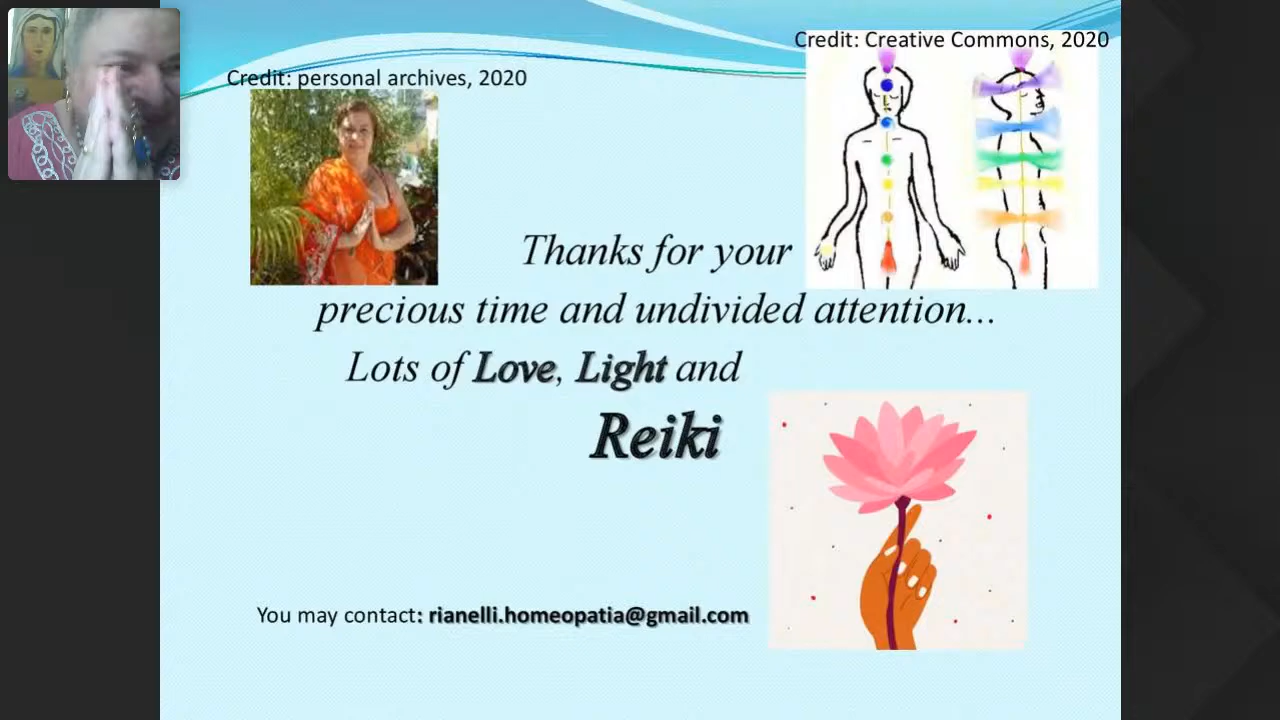 Credit: Creative Commons, 2020
Credit: personal archives, 2020
Thanks for your
precious time and undivided attention...
Lots of Love, Light and
Reiki
You may contact: rianelli.homeopatia@gmail.com